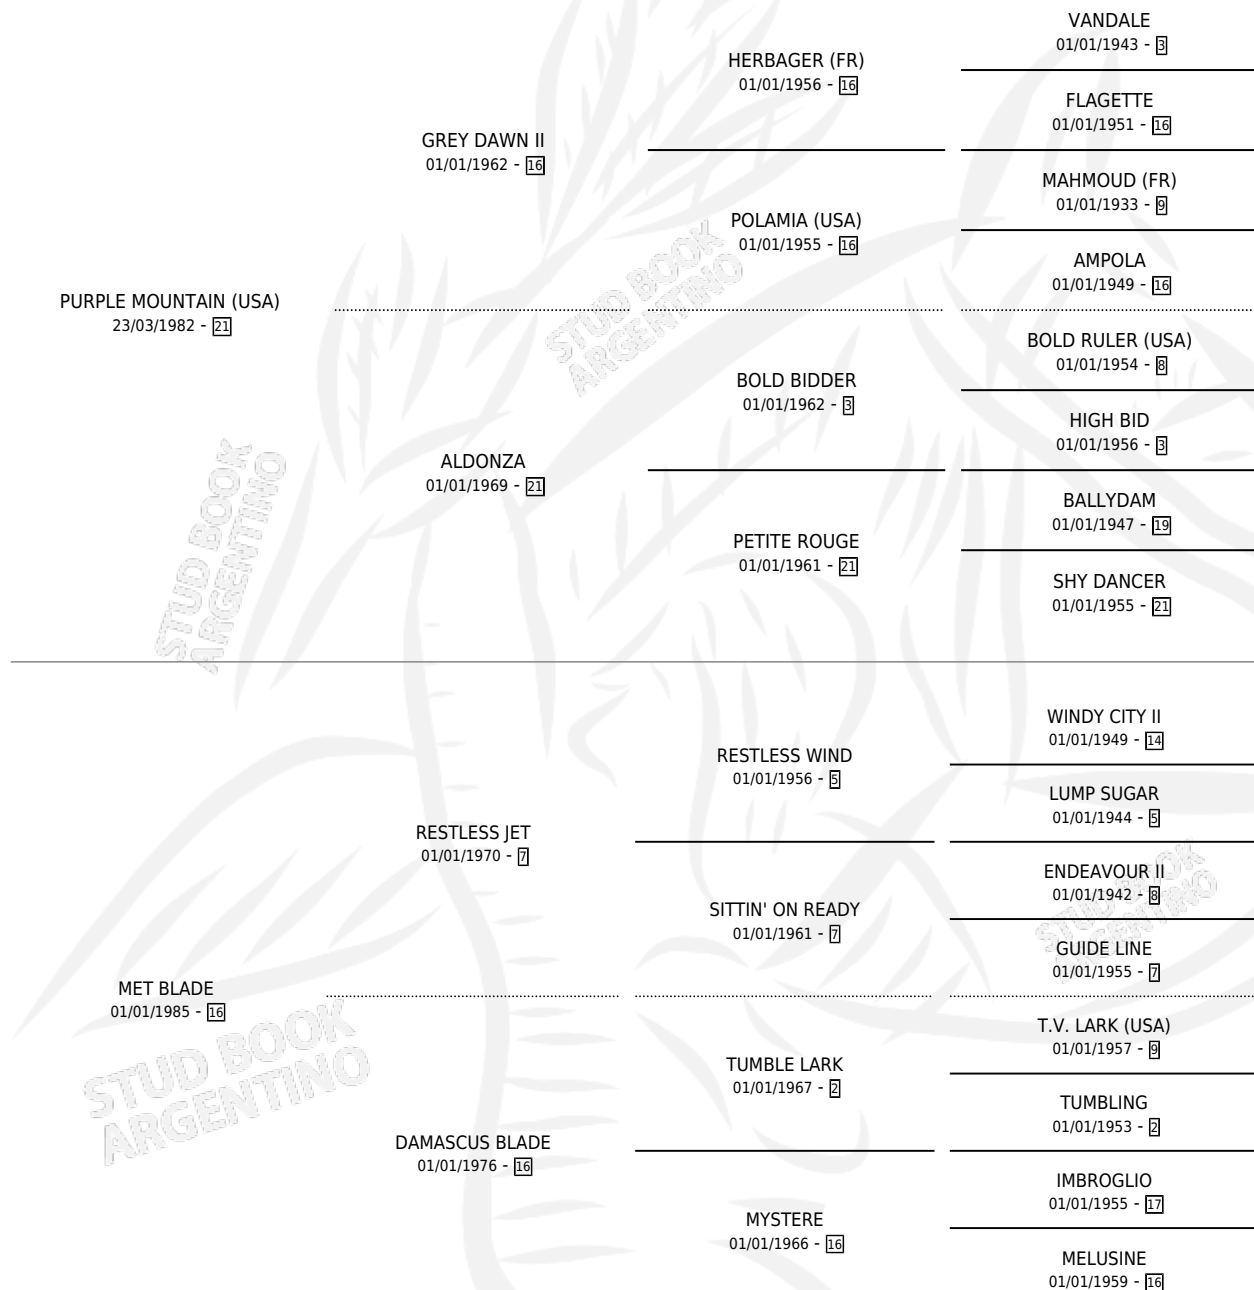 VANDALE
01/01/1943 - 3
HERBAGER (FR)
01/01/1956 - 16
FLAGETTE
01/01/1951 - 16
GREY DAWN II
01/01/1962 - 16
MAHMOUD (FR)
01/01/1933 - 9
POLAMIA (USA)
01/01/1955 - 16
AMPOLA
01/01/1949 - 16
PURPLE MOUNTAIN (USA)
23/03/1982 - 21
STUD BOOK
ARGENTINO
BOLD RULER (USA)
01/01/1954 - 8
BOLD BIDDER
01/01/1962 - 3
HIGH BID
01/01/1956 - 3
ALDONZA
01/01/1969 - 21
BALLYDAM
01/01/1947 - 19
PETITE ROUGE
01/01/1961 - 21
SHY DANCER
01/01/1955 - 21
STUD BOOK
ARGENTINO
WINDY CITY II
01/01/1949 - 14
RESTLESS WIND
01/01/1956 - 5
LUMP SUGAR
01/01/1944 - 5
RESTLESS JET
01/01/1970 - 7
ENDEAVOUR II
01/01/1942 - 8
SITTIN' ON READY
01/01/1961 - 7
STUD BOOK
ARGENTINO
GUIDE LINE
01/01/1955 - 7
MET BLADE
01/01/1985 - 16
T.V. LARK (USA)
01/01/1957 - 9
TUMBLE LARK
01/01/1967 - 2
TUMBLING
01/01/1953 - 2
STUD BOOK
ARGENTINO
DAMASCUS BLADE
01/01/1976 - 16
IMBROGLIO
01/01/1955 - 17
MYSTERE
01/01/1966 - 16
MELUSINE
01/01/1959 - 16